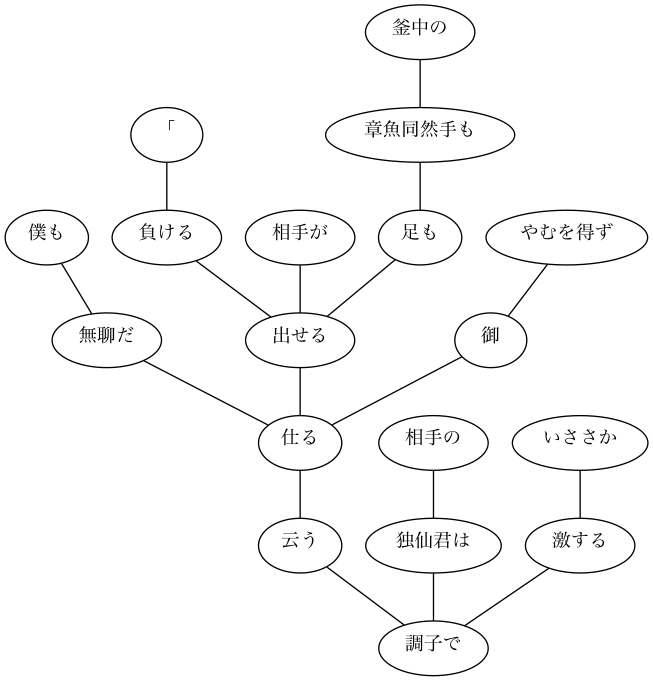 釜中の
「
章魚同然手も
僕も
負ける
相手が
足も
やむを得ず
無聊だ
出せる
御
仕る
相手の
いささか
云う
独仙君は
激する
調子で